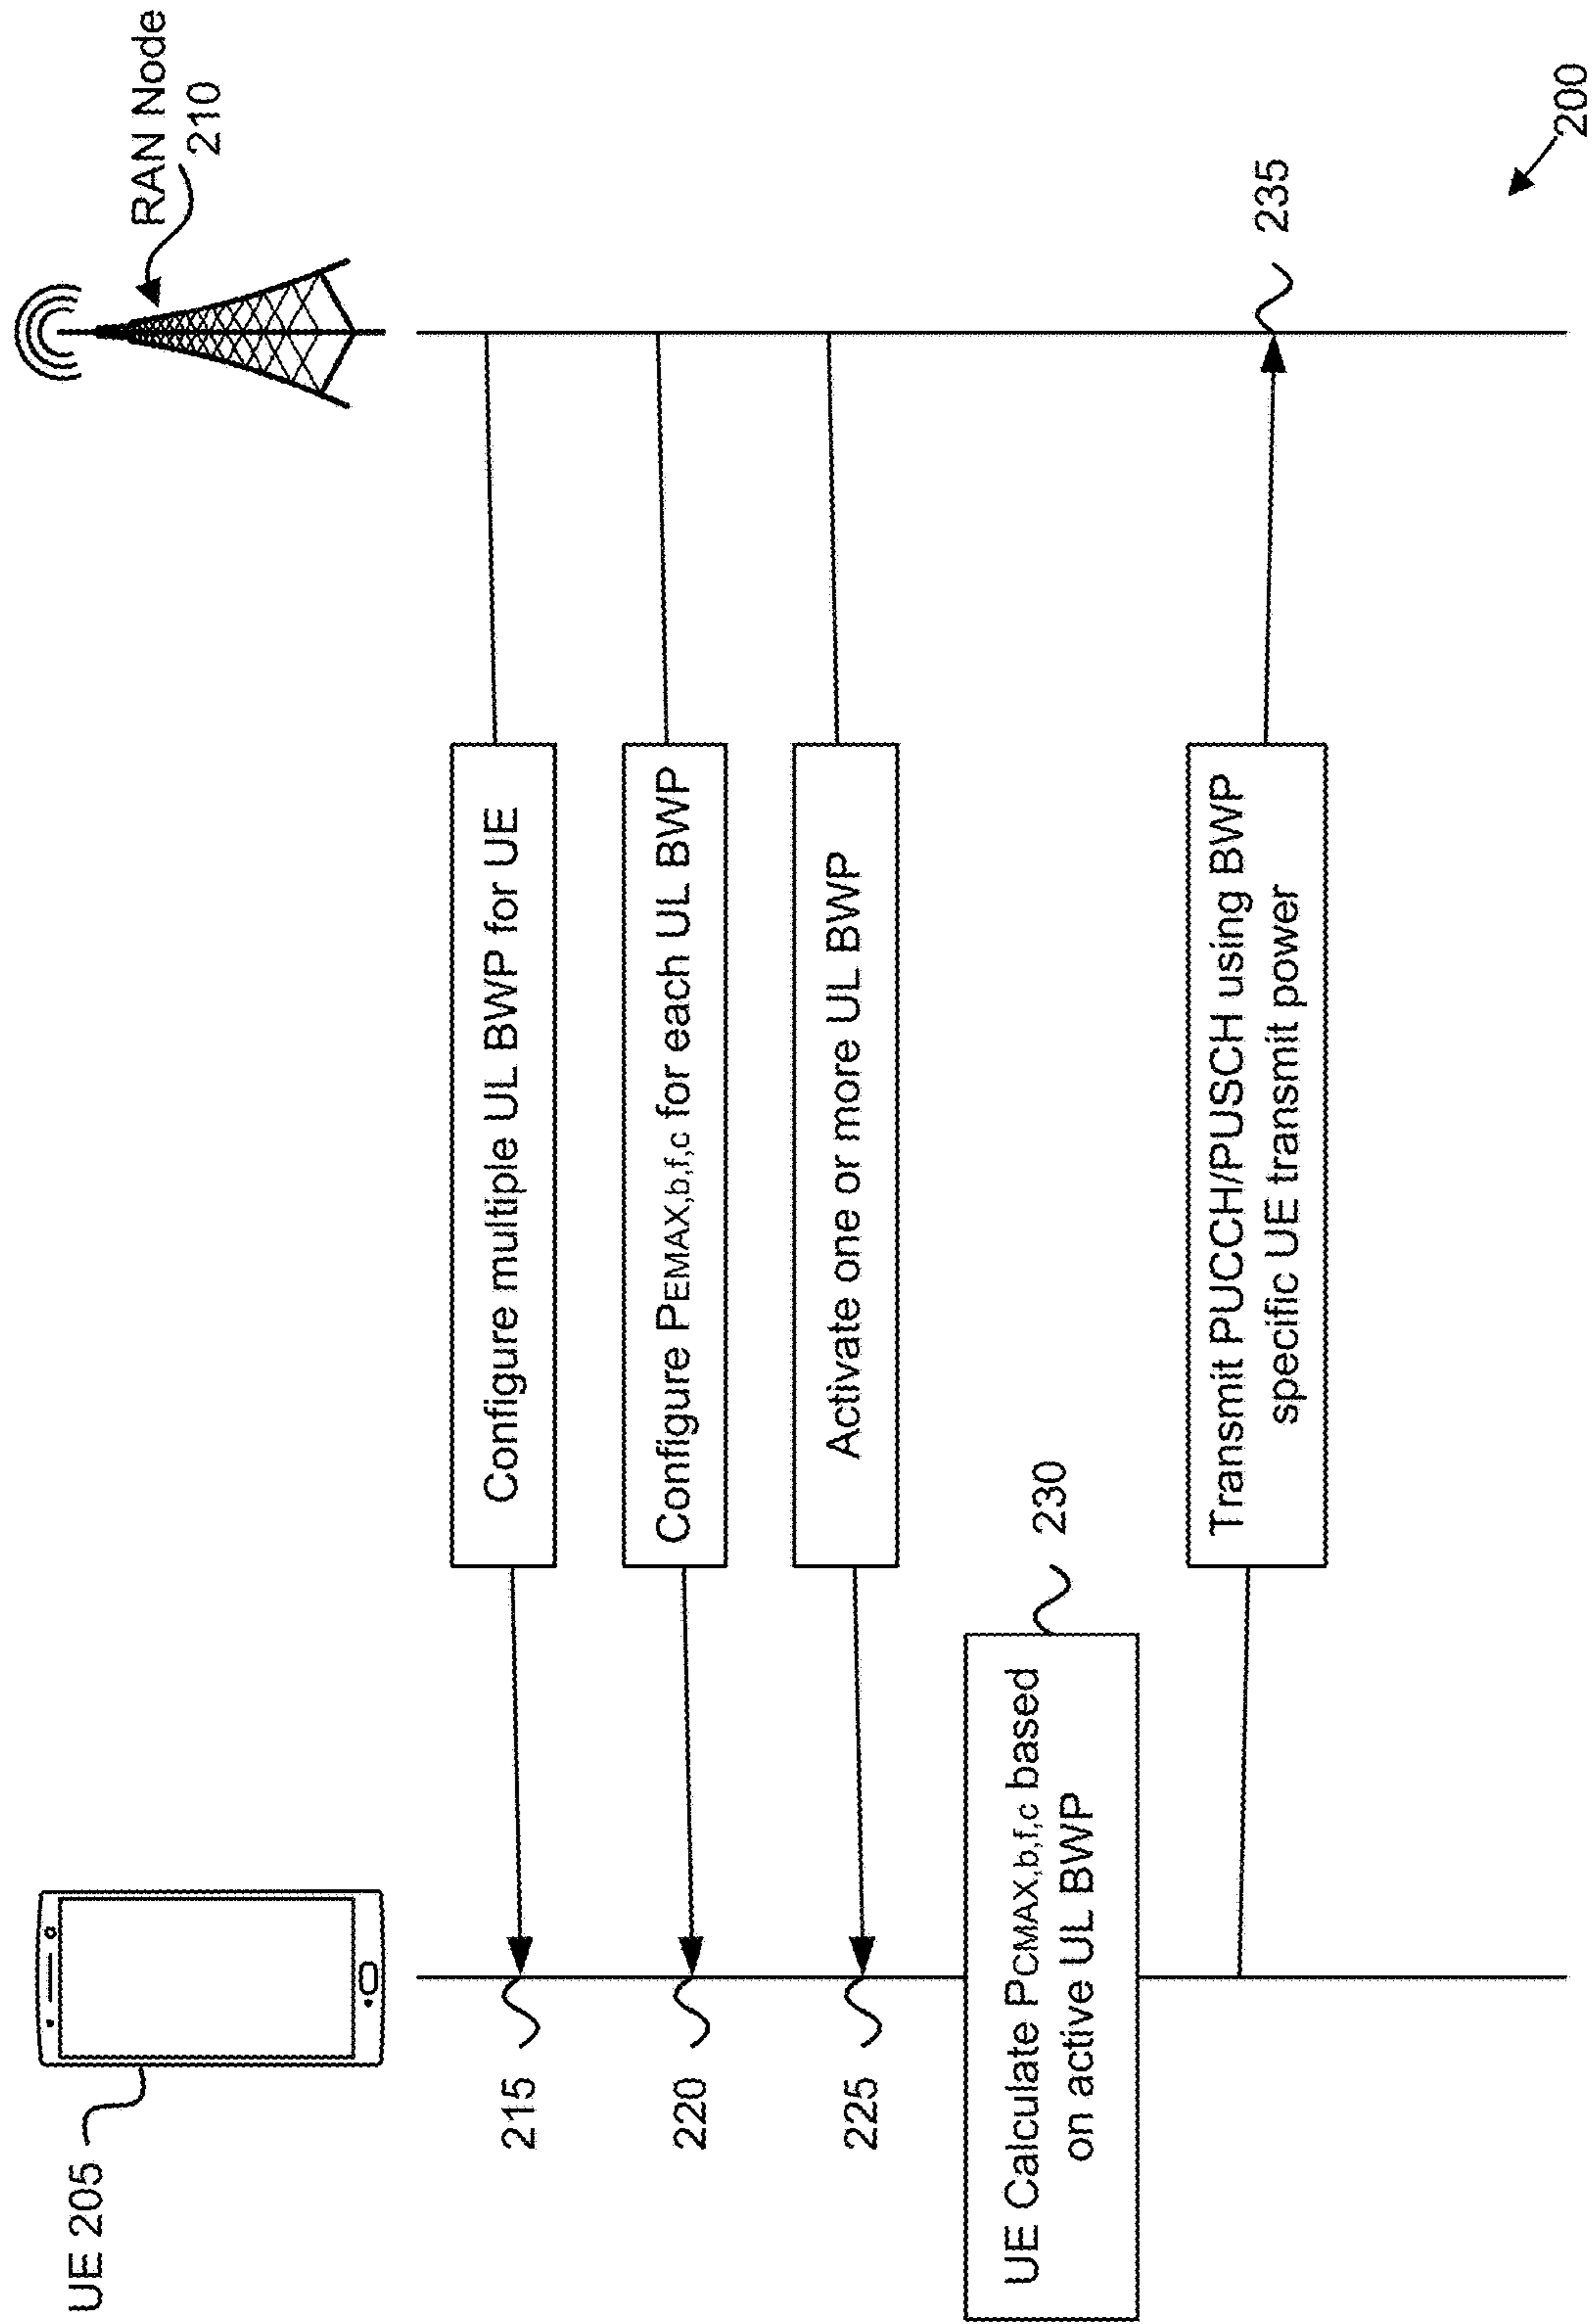 UE 205
RAN Node
210
Configure multiple UL BWP for UE
215
Configure PEMAX,b,f,c for each UL BWP
220
Activate one or more UL BWP
225
UE Calculate PCMAX,b,f,c based
on active UL BWP
230
Transmit PUCCH/PUSCH using BWP
specific UE transmit power
235
200